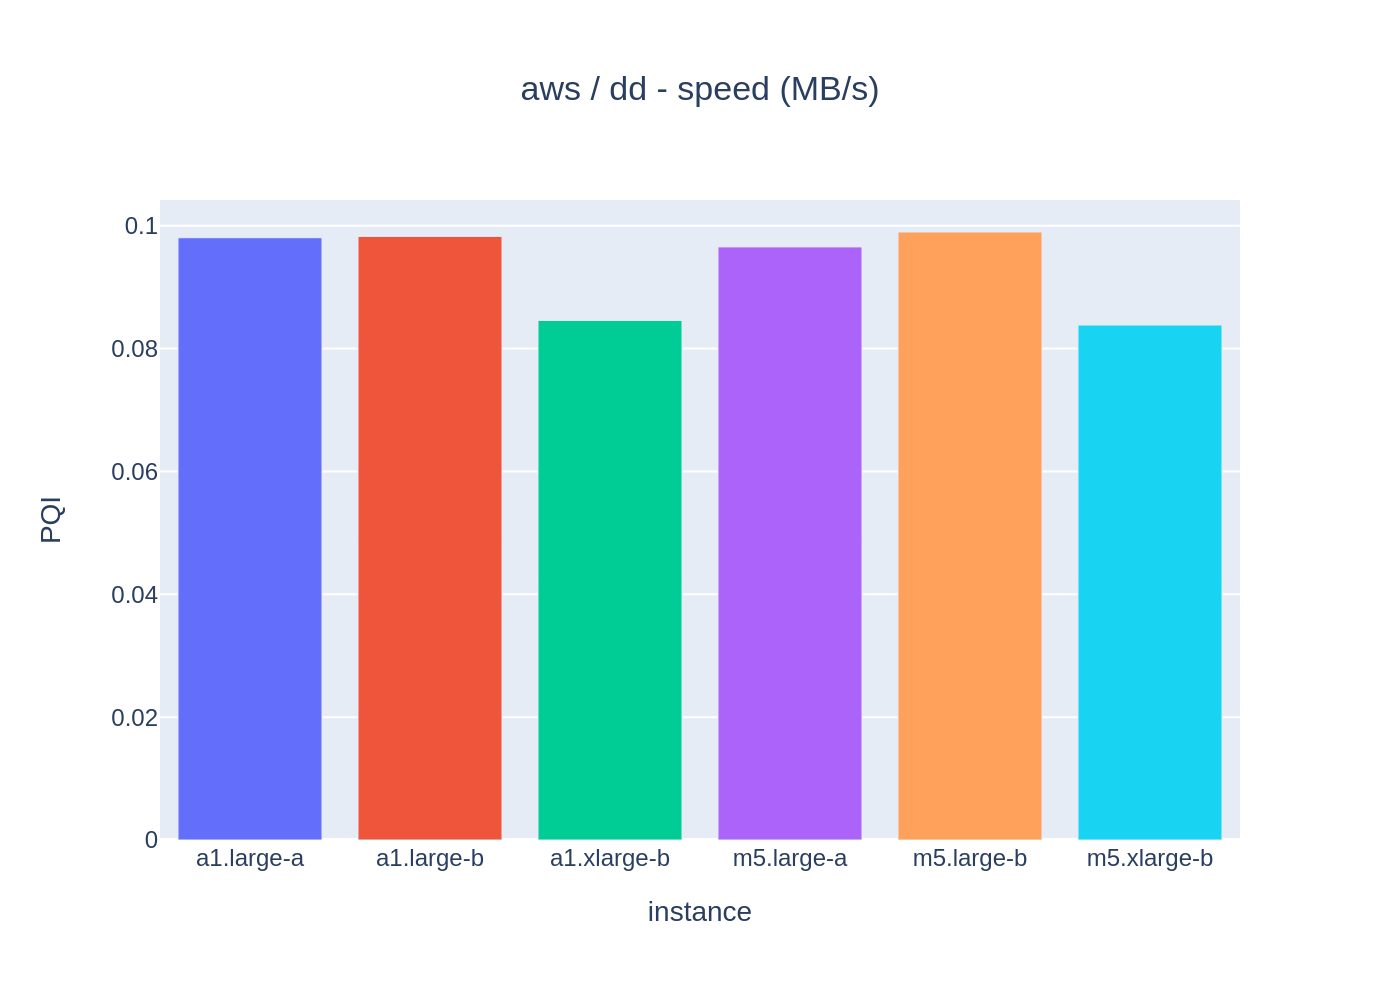 aws / dd - speed (MB/s)
0.1
0.08
0.06
0.04
0.02
0
PQI
a1.large-a a1.large-b a1.xlarge-b m5.large-a m5.large-b m5.xlarge-b
instance